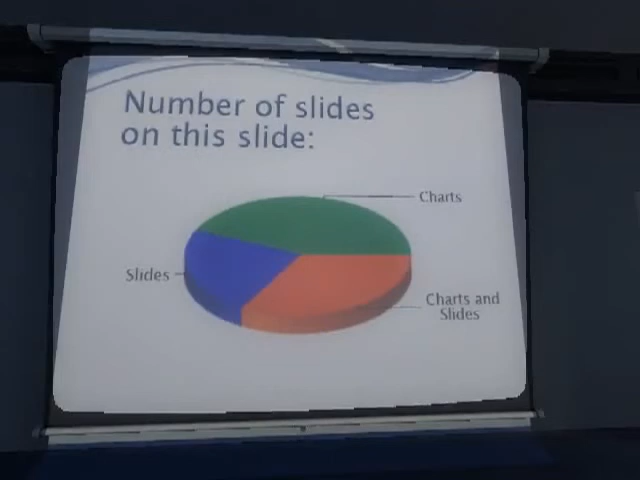 Number of slides
on this slide:
Charts
Slides
Charts and
Slides